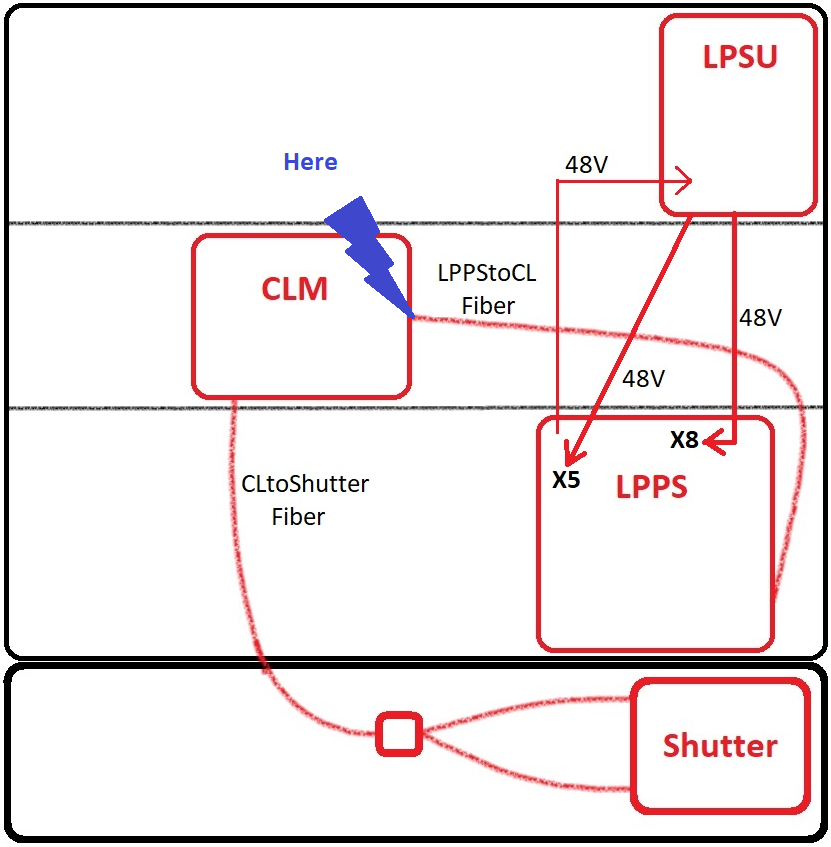 LPSU
48V
Here
CLM
LPPStoCL
Fiber
48V
48V
X8
X5
LPPS
CLtoShutter
Fiber
Shutter